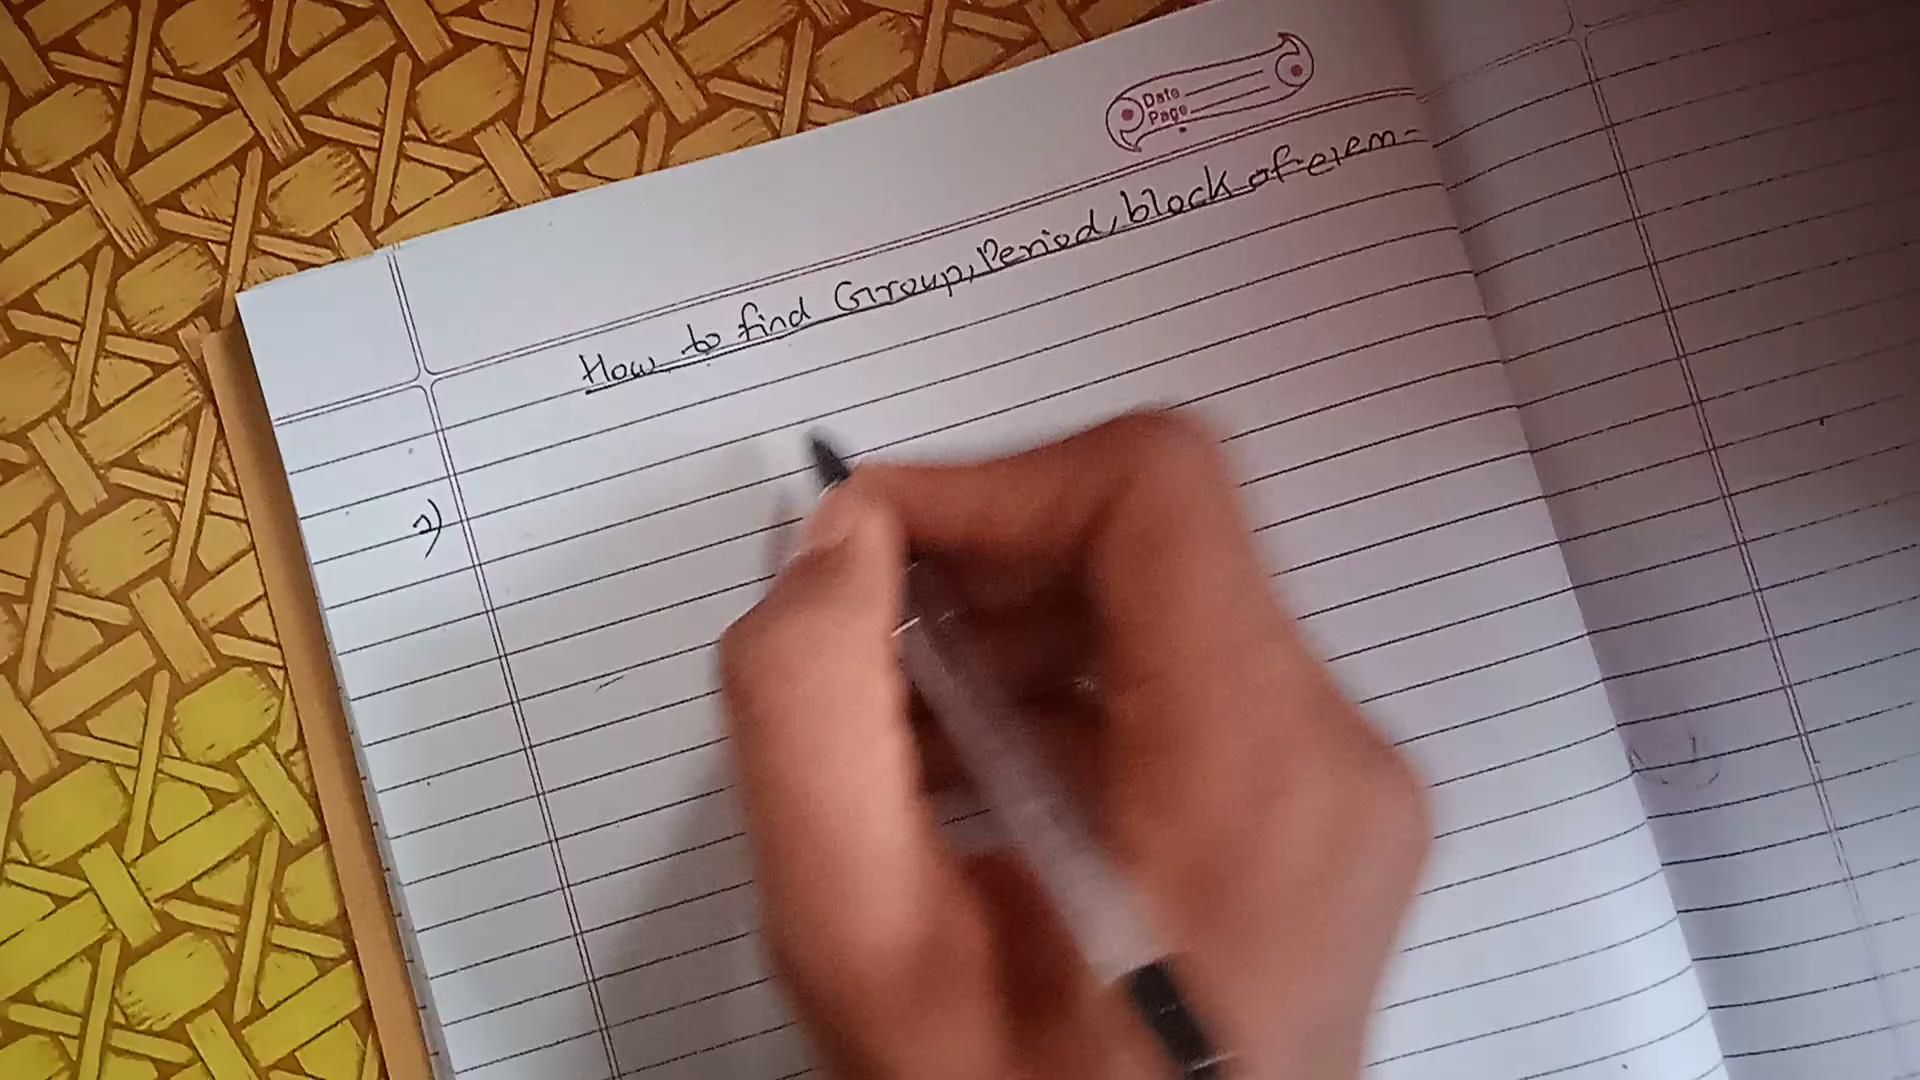 Date
Page
How to find Group, Period, block of elem-
1)